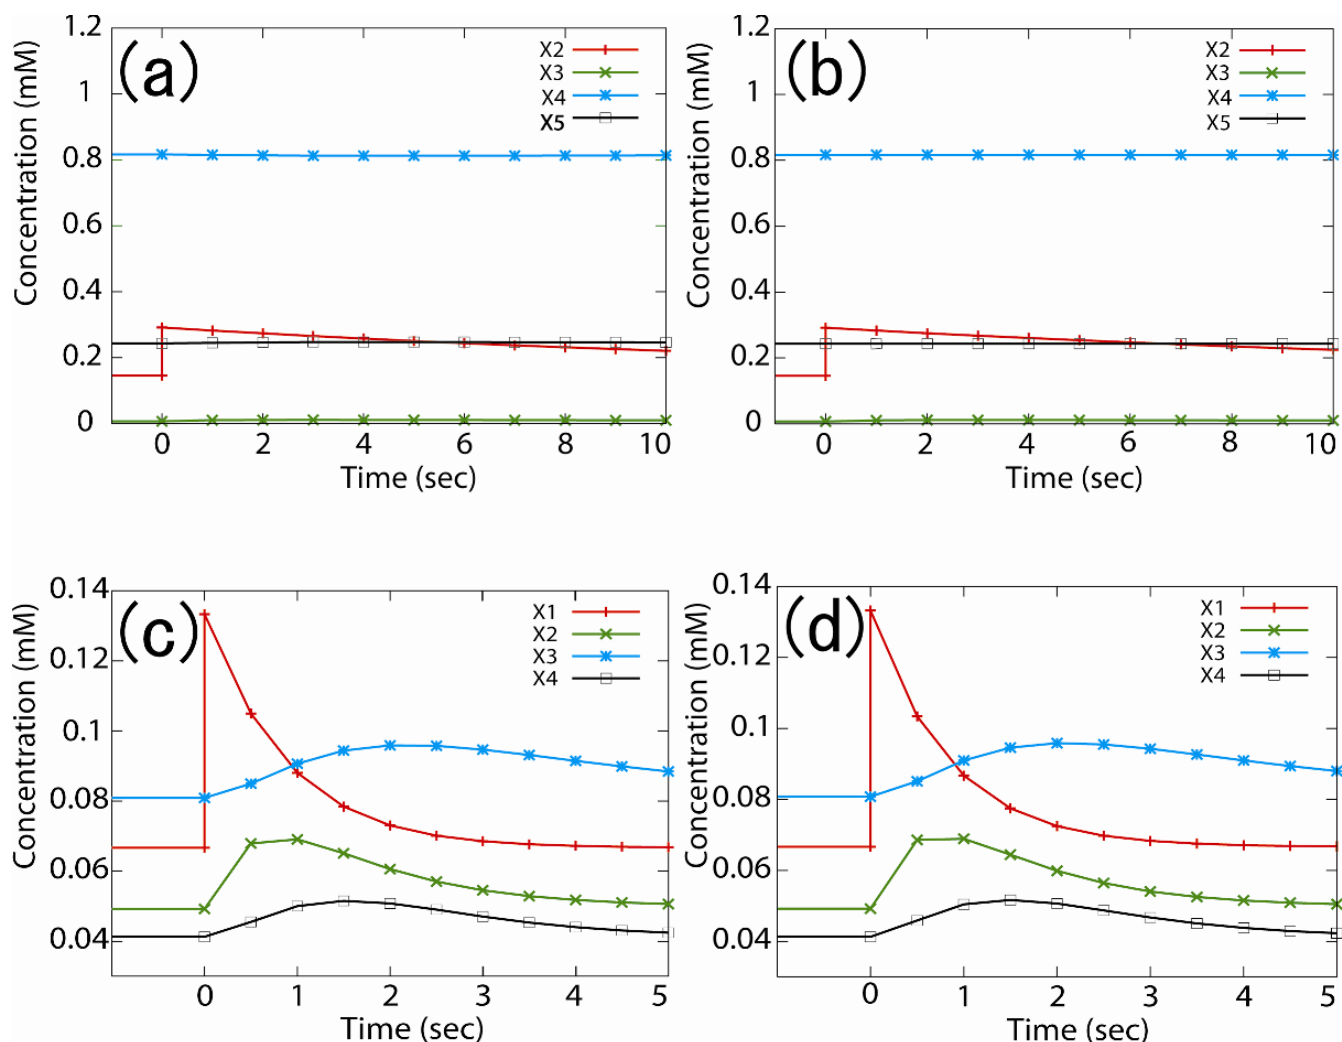 (a)
Concentration (mM)
1.2
1
0.8
0.6
0.4
0.2
0
X2
X3
X4
X5
0 2 4 6 8 10
Time (sec)
(b)
Concentration (mM)
1.2
1
0.8
0.6
0.4
0.2
0
X2
X3
X4
X5
0 2 4 6 8 10
Time (sec)
(c)
Concentration (mM)
0.14
0.12
0.1
0.08
0.06
0.04
X1
X2
X3
X4
0 1 2 3 4 5
Time (sec)
(d)
Concentration (mM)
0.14
0.12
0.1
0.08
0.06
0.04
X1
X2
X3
X4
0 1 2 3 4 5
Time (sec)